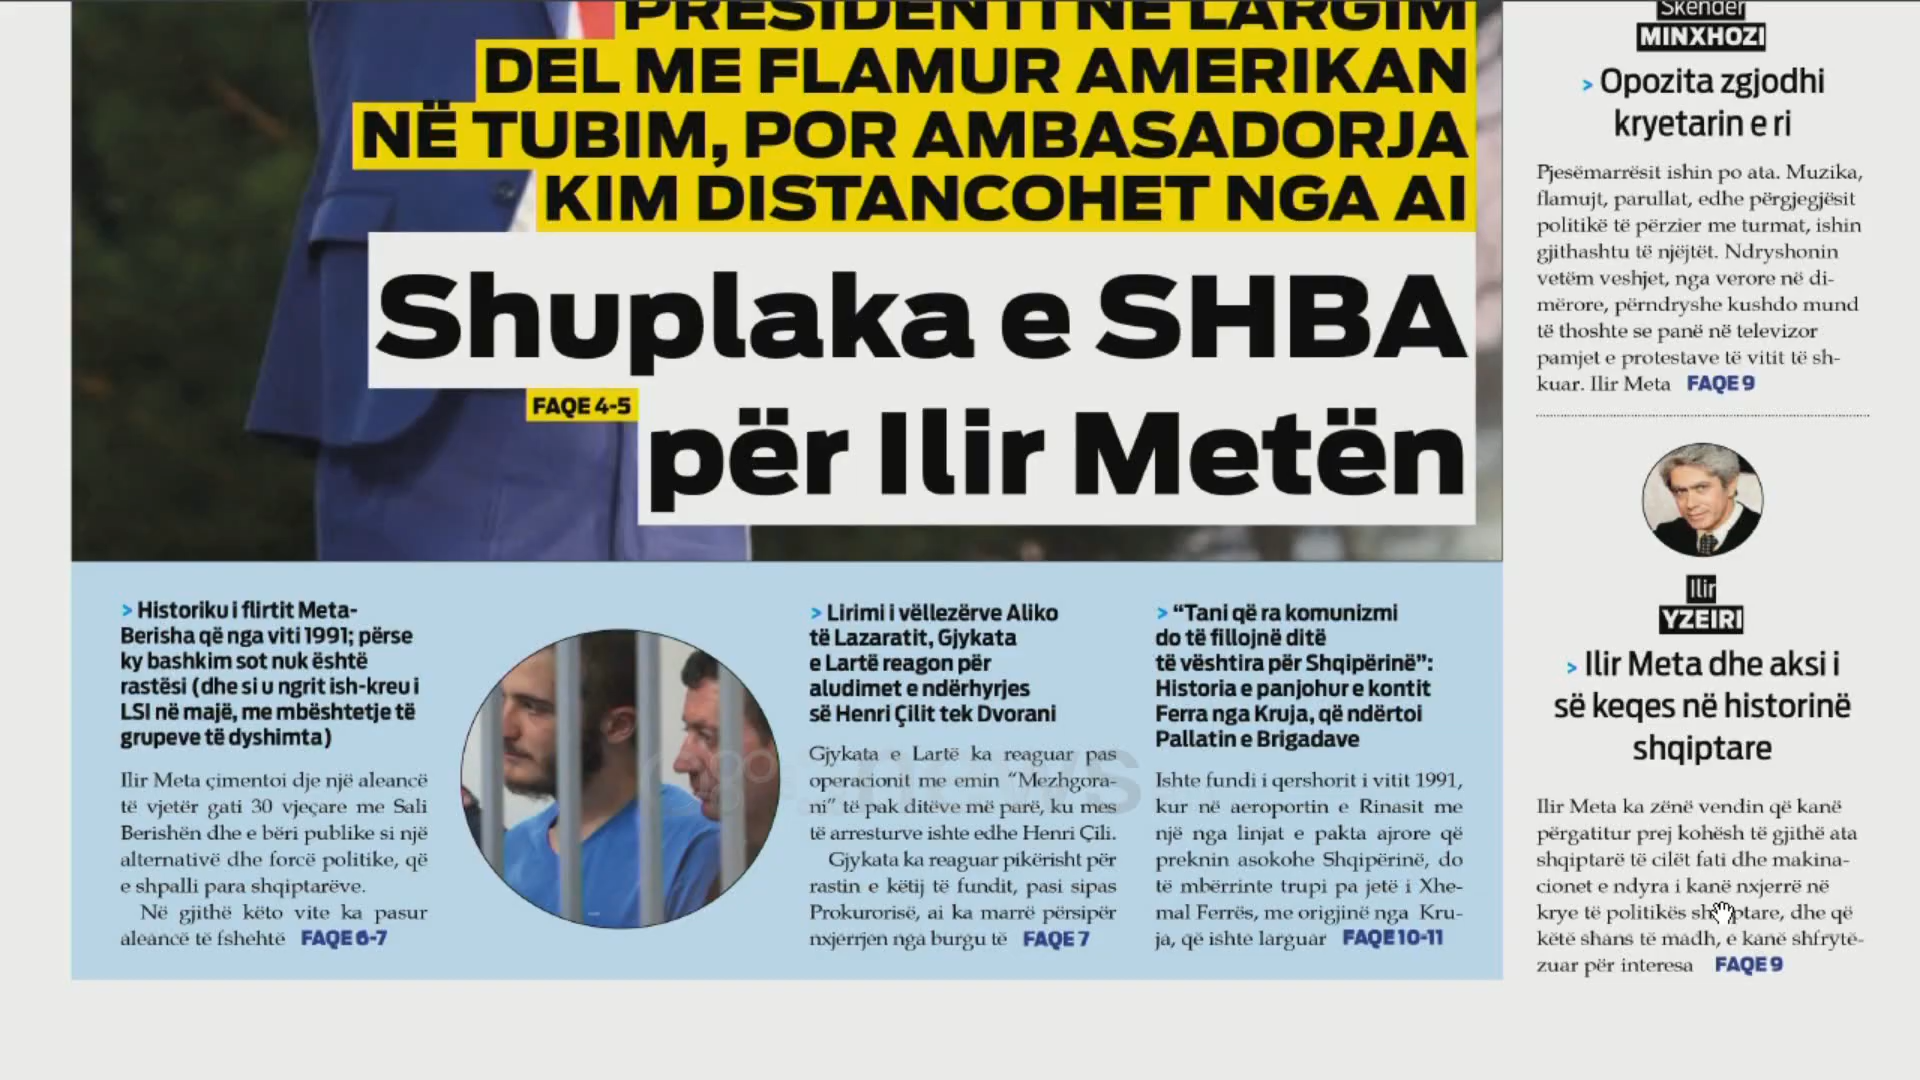 PRESIDENTI NË LARGIM
DEL ME FLAMUR AMERIKAN
NË TUBIM, POR AMBASADORJA
KIM DISTANCOHET NGA AI
Shuplaka e SHBA
FAQE 4-5
për Ilir Metën
> Historiku i flirtit Meta-
Berisha që nga viti 1991; përse
ky bashkim sot nuk është
rastësi (dhe si u ngrit ish-kreu i
LSI në majë, me mbështetje të
grupeve të dyshimta)
Ilir Meta çimentoi dje një aleancë
të vjetër gati 30 vjeçare me Sali
Berishën dhe e bëri publike si një
alternativë dhe forcë politike, që
e shpalli para shqiptarëve.
Në gjithë këto vite ka pasur
aleancë të fshehtë FAQE 6-7
> Lirimi i vëllezërve Aliko
të Lazaratit, Gjykata
e Lartë reagon për
aludimet e ndërhyrjes
së Henri Çilit tek Dvorani
Gjykata e Lartë ka reaguar pas
operacionit me emin “Mezhgora-
ni” të pak ditëve më parë, ku mes
të arresturve ishte edhe Henri Çili.
Gjykata ka reaguar pikërisht për
rastin e këtij të fundit, pasi sipas
Prokurorisë, ai ka marrë përsipër
nxjerrjen nga burgu të FAQE 7
> “Tani që ra komunizmi
do të fillojnë ditë
të vështira për Shqipërinë”:
Historia e panjohur e kontit
Ferra nga Kruja, që ndërtoi
Pallatin e Brigadave
Ishte fundi i qershorit i vitit 1991,
kur në aeroportin e Rinasit me
një nga linjat e pakta ajrore që
preknin asokohe Shqipërinë, do
të mbërrinte trupi pa jetë i Xhe-
mal Ferrës, me origjinë nga Kru-
ja, që ishte larguar FAQE 10-11
Skënder
MINXHOZI
> Opozita zgjodhi
kryetarin e ri
Pjesëmarrësit ishin po ata. Muzika,
flamujt, parullat, edhe përgjegjësit
politikë të përzier me turmat, ishin
gjithashtu të njëjtët. Ndryshonin
vetëm veshjet, nga verore në di-
mërore, përndryshe kushdo mund
të thoshte se panë në televizor
pamjet e protestave të vitit të sh-
kuar. Ilir Meta FAQE 9
Ilir
YZEIRI
> Ilir Meta dhe aksi i
së keqes në historinë
shqiptare
Ilir Meta ka zënë vendin që kanë
përgatitur prej kohësh të gjithë ata
shqiptarë të cilët fati dhe makina-
cionet e ndyra i kanë nxjerrë në
krye të politikës shqiptare, dhe që
këtë shans të madh, e kanë shfrytë-
zuar për interesa FAQE 9
news